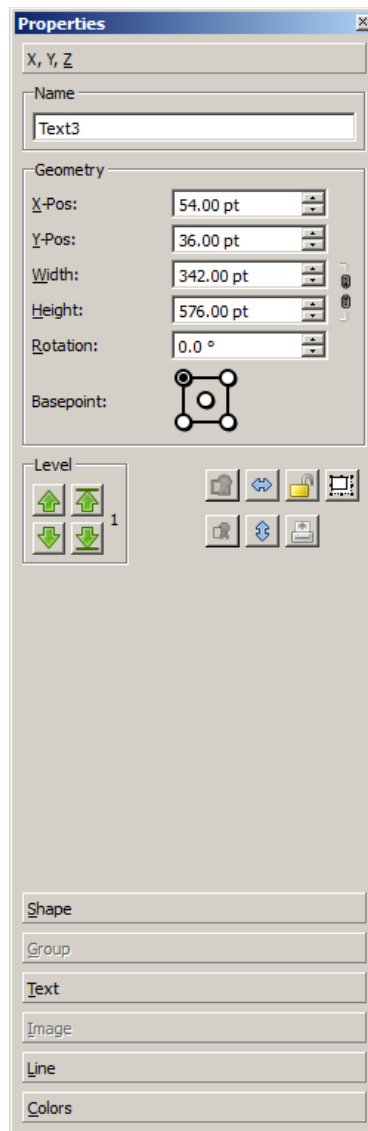 Properties
X, Y, Z
Name
Text3
Geometry
X-Pos: 54.00 pt
Y-Pos: 36.00 pt
Width: 342.00 pt
Height: 576.00 pt
Rotation: 0.0 °
Basepoint:
Level
1
Shape
Group
Text
Image
Line
Colors